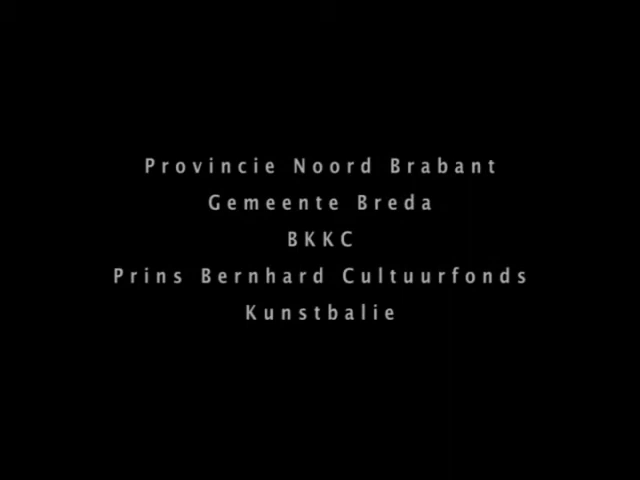 Provincie Noord Brabant
Gemeente Breda
BKKC
Prins Bernhard Cultuurfonds
Kunstbalie